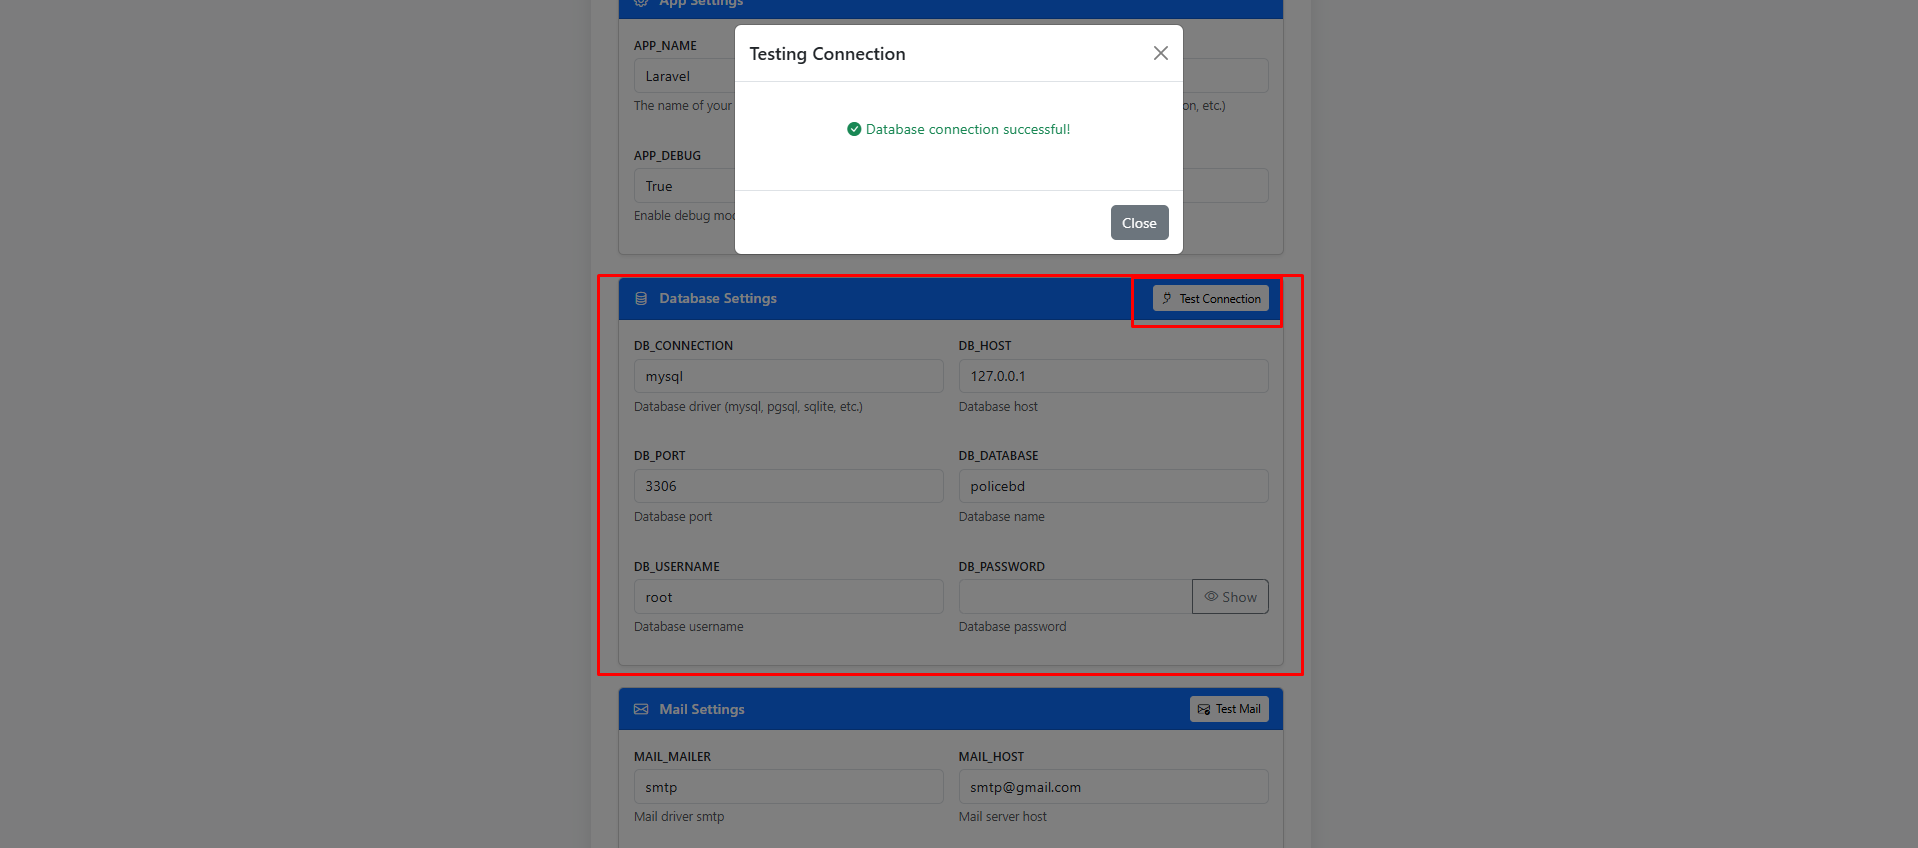 App Settings
Testing Connection
APP_NAME
Laravel
The name of your
on, etc.)
Database connection successful!
APP_DEBUG
True
Enable debug mo
Close
Database Settings
Test Connection
DB_CONNECTION
DB_HOST
mysql
127.0.0.1
Database driver (mysql, pgsql, sqlite, etc.)
Database host
DB_PORT
DB_DATABASE
3306
policebd
Database port
Database name
DB_USERNAME
DB_PASSWORD
root
Show
Database username
Database password
Mail Settings
Test Mail
MAIL_MAILER
MAIL_HOST
smtp
smtp@gmail.com
Mail driver smtp
Mail server host